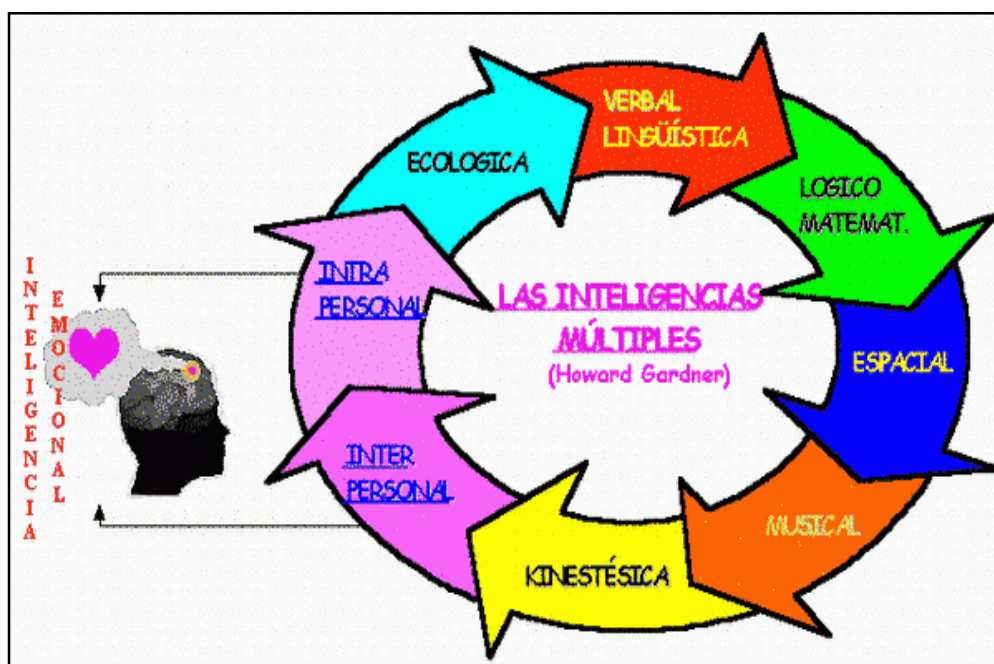 LAS INTELIGENCIAS
MÚLTIPLES
(Howard Gardner)
VERBAL
LINGÜÍSTICA
LOGICO
MATEMAT.
ESPACIAL
MUSICAL
KINESTÉSICA
INTER
PERSONAL
INTRA
PERSONAL
ECOLOGICA
INTELIGENCIA
EMOCIONAL